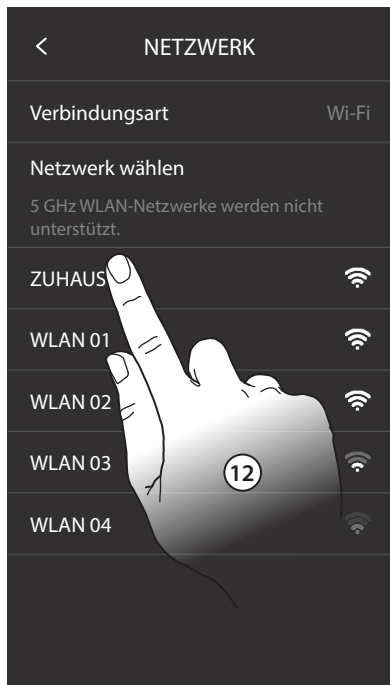 NETZWERK
Verbindungsart Wi-Fi
Netzwerk wählen
5 GHz WLAN-Netzwerke werden nicht
unterstützt.
ZUHAUS
WLAN 01
WLAN 02
WLAN 03
12
WLAN 04